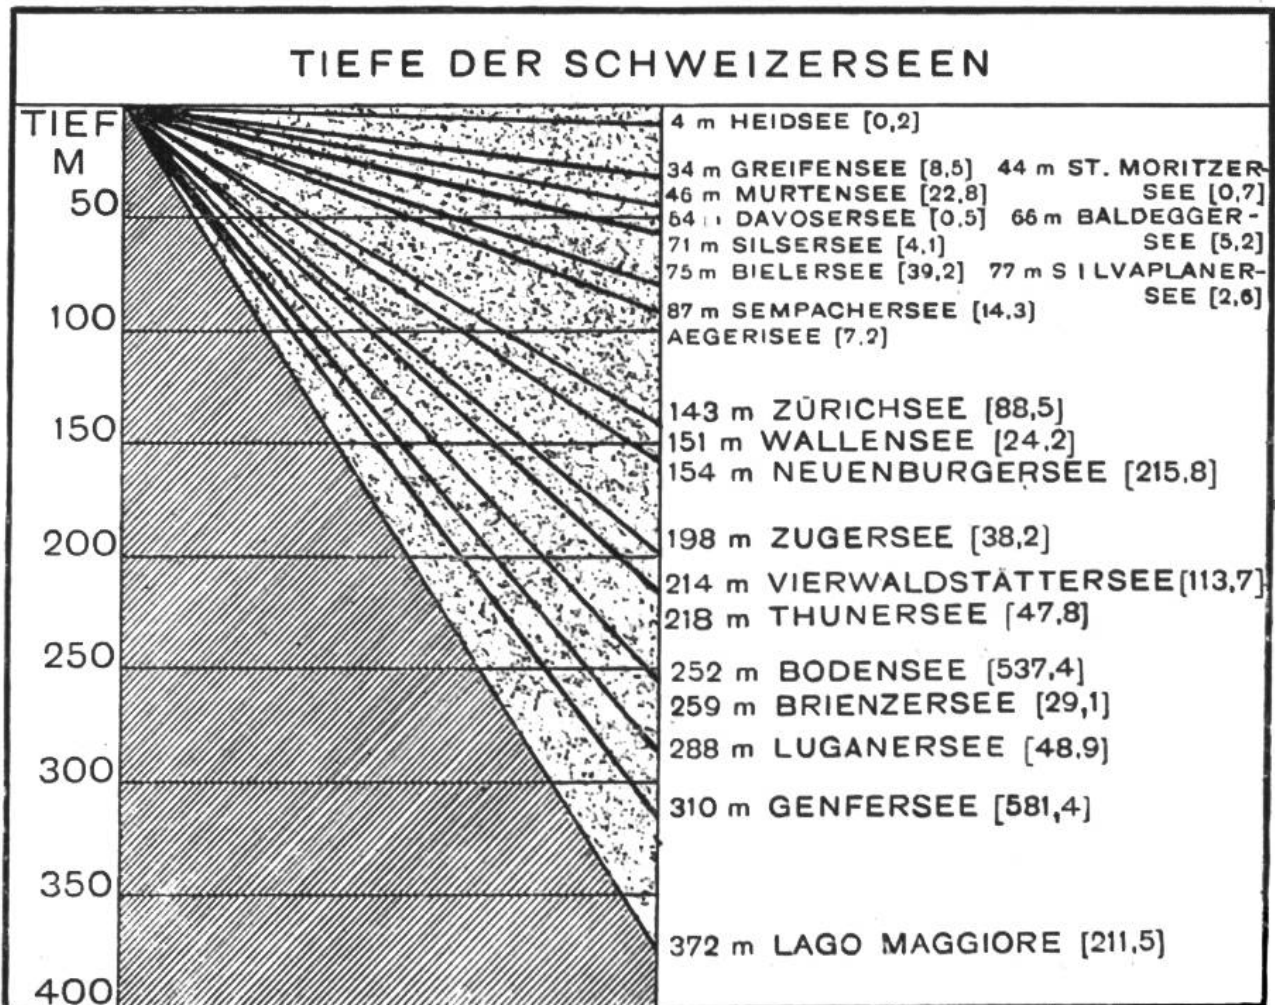 TIEFE DER SCHWEIZERSEEN
TIEF
M
50
100
150
200
250
300
350
400
4 m HEIDSEE [0,2]
34 m GREIFENSEE [8,5] 44 m ST. MORITZER-
46 m MURTENSEE [22,8] SEE [0,7]
DAVOSERSEE [0,5] 66 m BALDEGGER-
71 m SILSERSEE [4,1] SEE [5,2]
75 m BIELERSEE [39,2] 77 m SILVAPLANER-
SEE [2,6]
87 m SEMPACHERSEE [14,3]
AEGERISEE [7,2]
143 m ZÜRICHSEE [88,5]
151 m WALLENSEE [24,2]
154 m NEUENBURGERSEE [215,8]
198 m ZUGERSEE [38,2]
214 m VIERWALDSTÄTTERSEE [113,7]
218 m THUNERSEE [47,8]
252 m BODENSEE [537,4]
259 m BRIENZERSEE [29,1]
288 m LUGANERSEE [48,9]
310 m GENFERSEE [581,4]
372 m LAGO MAGGIORE [211,5]